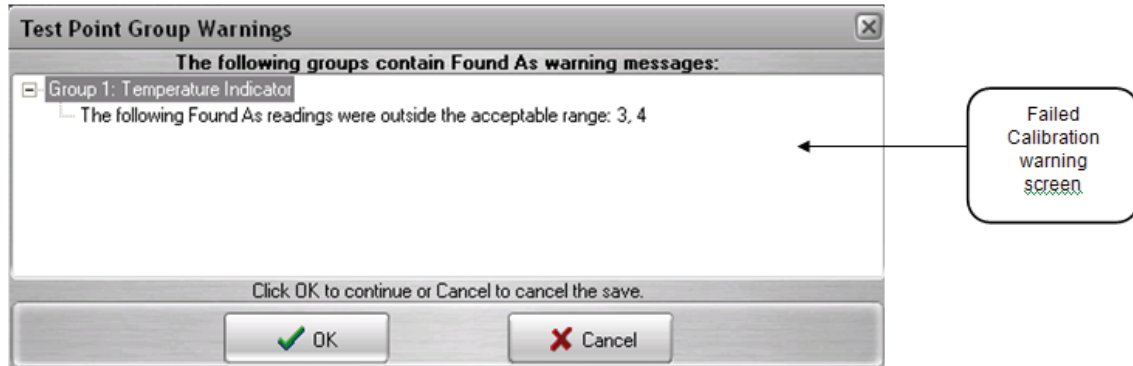 Test Point Group Warnings
The following groups contain Found As warning messages:
Group 1: Temperature Indicator
The following Found As readings were outside the acceptable range: 3, 4
Click OK to continue or Cancel to cancel the save.
OK
Cancel
Failed
Calibration
warning
screen